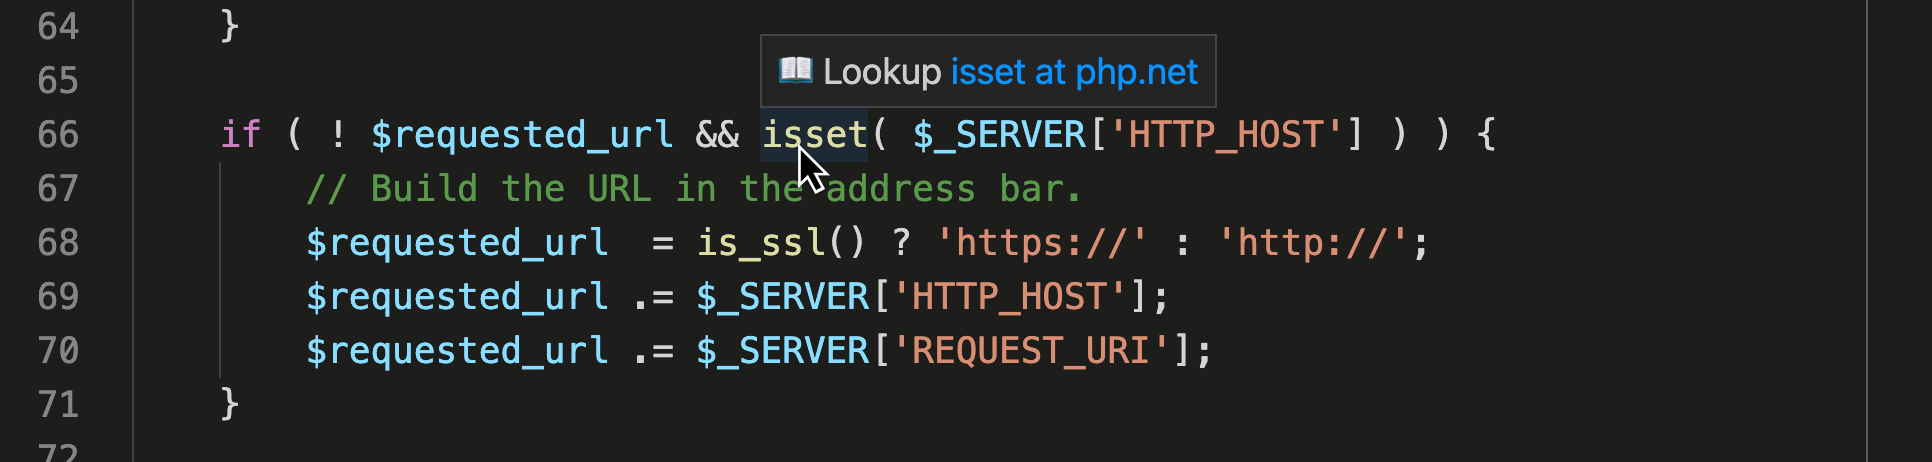 64 }
65
📖 Lookup isset at php.net
66 if ( ! $requested_url && isset( $_SERVER['HTTP_HOST'] ) ) {
67 // Build the URL in the address bar.
68 $requested_url  = is_ssl() ? 'https://' : 'http://';
69 $requested_url .= $_SERVER['HTTP_HOST'];
70 $requested_url .= $_SERVER['REQUEST_URI'];
71 }
72